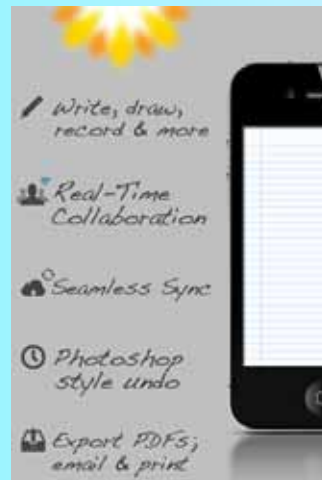 Write, draw,
record & more
Real-Time
Collaboration
Seamless Sync
Photoshop
style undo
Export PDFs,
email & print